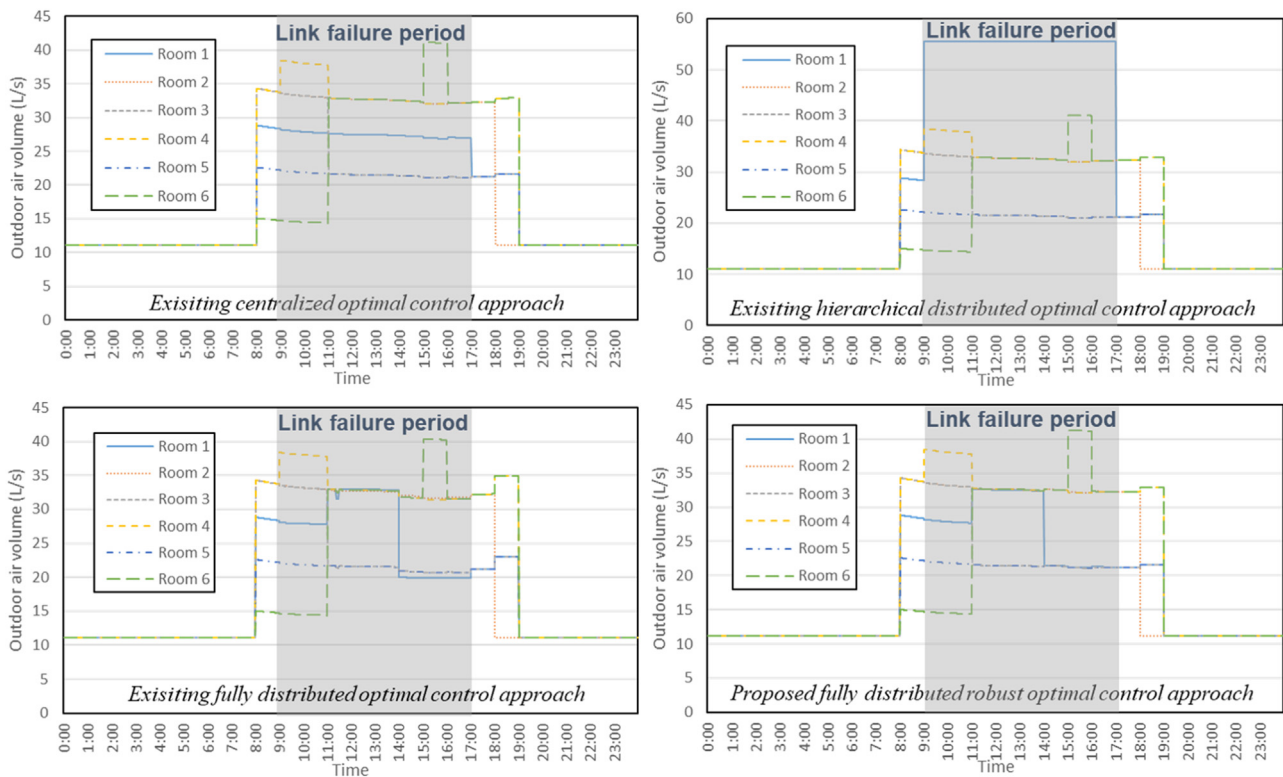 Outdoor air volume (L/s)
45
40
35
30
25
20
15
10
5
0
Link failure period
Room 1
Room 2
Room 3
Room 4
Room 5
Room 6
Exisiting centralized optimal control approach
0:00 1:00 2:00 3:00 4:00 5:00 6:00 7:00 8:00 9:00 10:00 11:00 12:00 13:00 14:00 15:00 16:00 17:00 18:00 19:00 20:00 21:00 22:00 23:00
Time
Outdoor air volume (L/s)
60
50
40
30
20
10
0
Link failure period
Room 1
Room 2
Room 3
Room 4
Room 5
Room 6
Exisiting hierarchical distributed optimal control approach
0:00 1:00 2:00 3:00 4:00 5:00 6:00 7:00 8:00 9:00 10:00 11:00 12:00 13:00 14:00 15:00 16:00 17:00 18:00 19:00 20:00 21:00 22:00 23:00
Time
Outdoor air volume (L/s)
45
40
35
30
25
20
15
10
5
0
Link failure period
Room 1
Room 2
Room 3
Room 4
Room 5
Room 6
Exisiting fully distributed optimal control approach
0:00 1:00 2:00 3:00 4:00 5:00 6:00 7:00 8:00 9:00 10:00 11:00 12:00 13:00 14:00 15:00 16:00 17:00 18:00 19:00 20:00 21:00 22:00 23:00
Time
Outdoor air volume (L/s)
45
40
35
30
25
20
15
10
5
0
Link failure period
Room 1
Room 2
Room 3
Room 4
Room 5
Room 6
Proposed fully distributed robust optimal control approach
0:00 1:00 2:00 3:00 4:00 5:00 6:00 7:00 8:00 9:00 10:00 11:00 12:00 13:00 14:00 15:00 16:00 17:00 18:00 19:00 20:00 21:00 22:00 23:00
Time